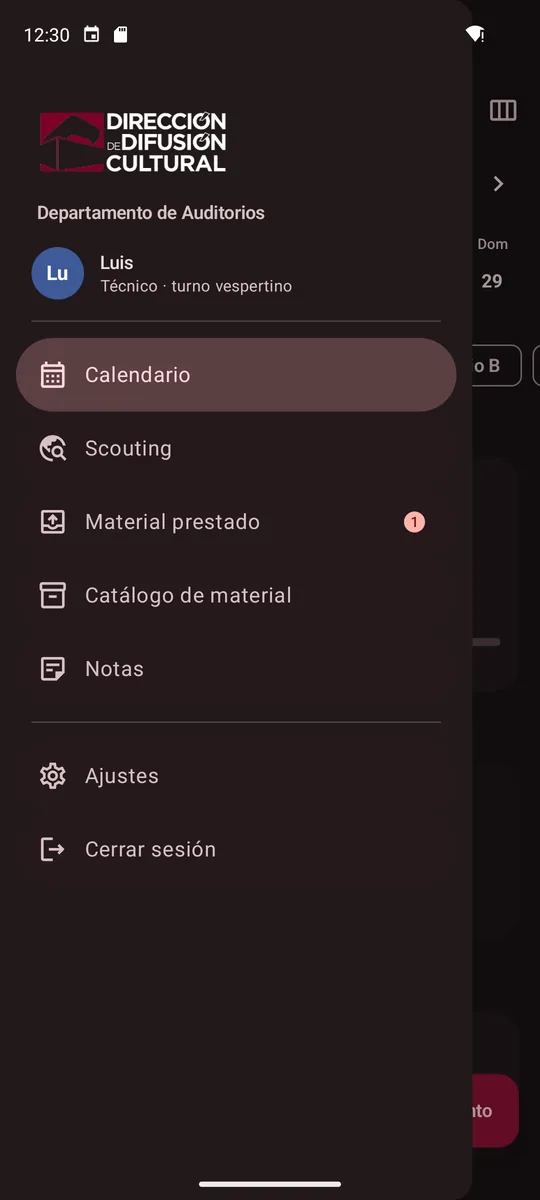 12:30
DIRECCIÓN
DE DIFUSIÓN
CULTURAL
Departamento de Auditorios
Lu
Luis
Técnico · turno vespertino
Dom
29
o B
Calendario
Scouting
Material prestado
1
Catálogo de material
Notas
Ajustes
Cerrar sesión
nto